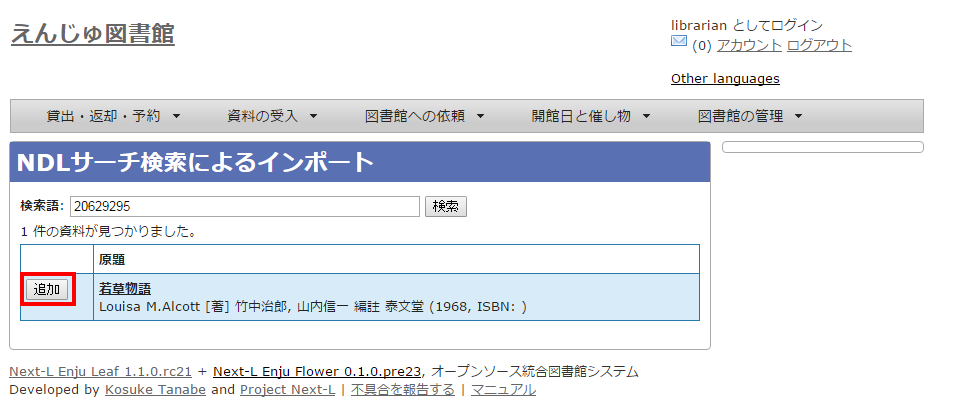 えんじゅ図書館
librarian としてログイン
(0) アカウント ログアウト
Other languages
貸出・返却・予約 資料の受入 図書館への依頼 開館日と催し物 図書館の管理
NDLサーチ検索によるインポート
検索語: 20629295 検索
1 件の資料が見つかりました。
原題
追加
若草物語
Louisa M.Alcott [著] 竹中治郎, 山内信一 編註 泰文堂 (1968, ISBN: )
Next-L Enju Leaf 1.1.0.rc21 + Next-L Enju Flower 0.1.0.pre23, オープンソース統合図書館システム
Developed by Kosuke Tanabe and Project Next-L | 不具合を報告する | マニュアル